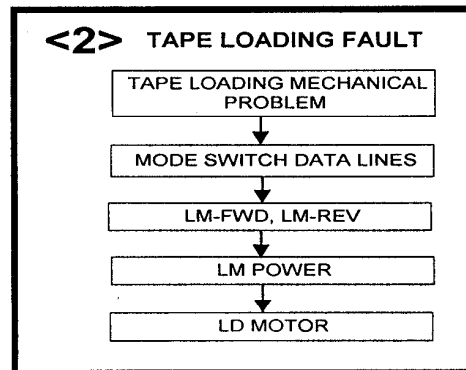 <2> TAPE LOADING FAULT
TAPE LOADING MECHANICAL
PROBLEM
MODE SWITCH DATA LINES
LM-FWD, LM-REV
LM POWER
LD MOTOR